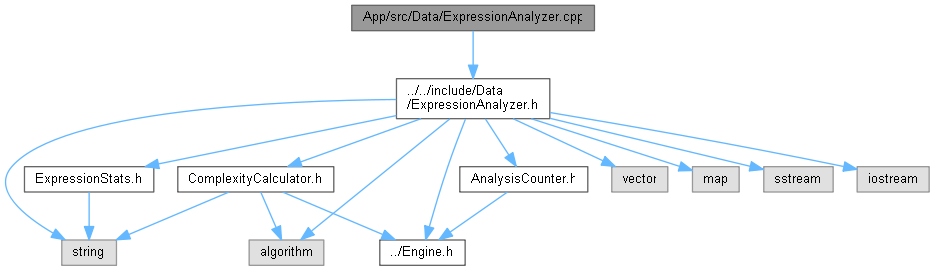 App/src/Data/ExpressionAnalyzer.cpp
../../include/Data
/ExpressionAnalyzer.h
ExpressionStats.h
ComplexityCalculator.h
AnalysisCounter.h
vector
map
sstream
iostream
string
algorithm
../Engine.h